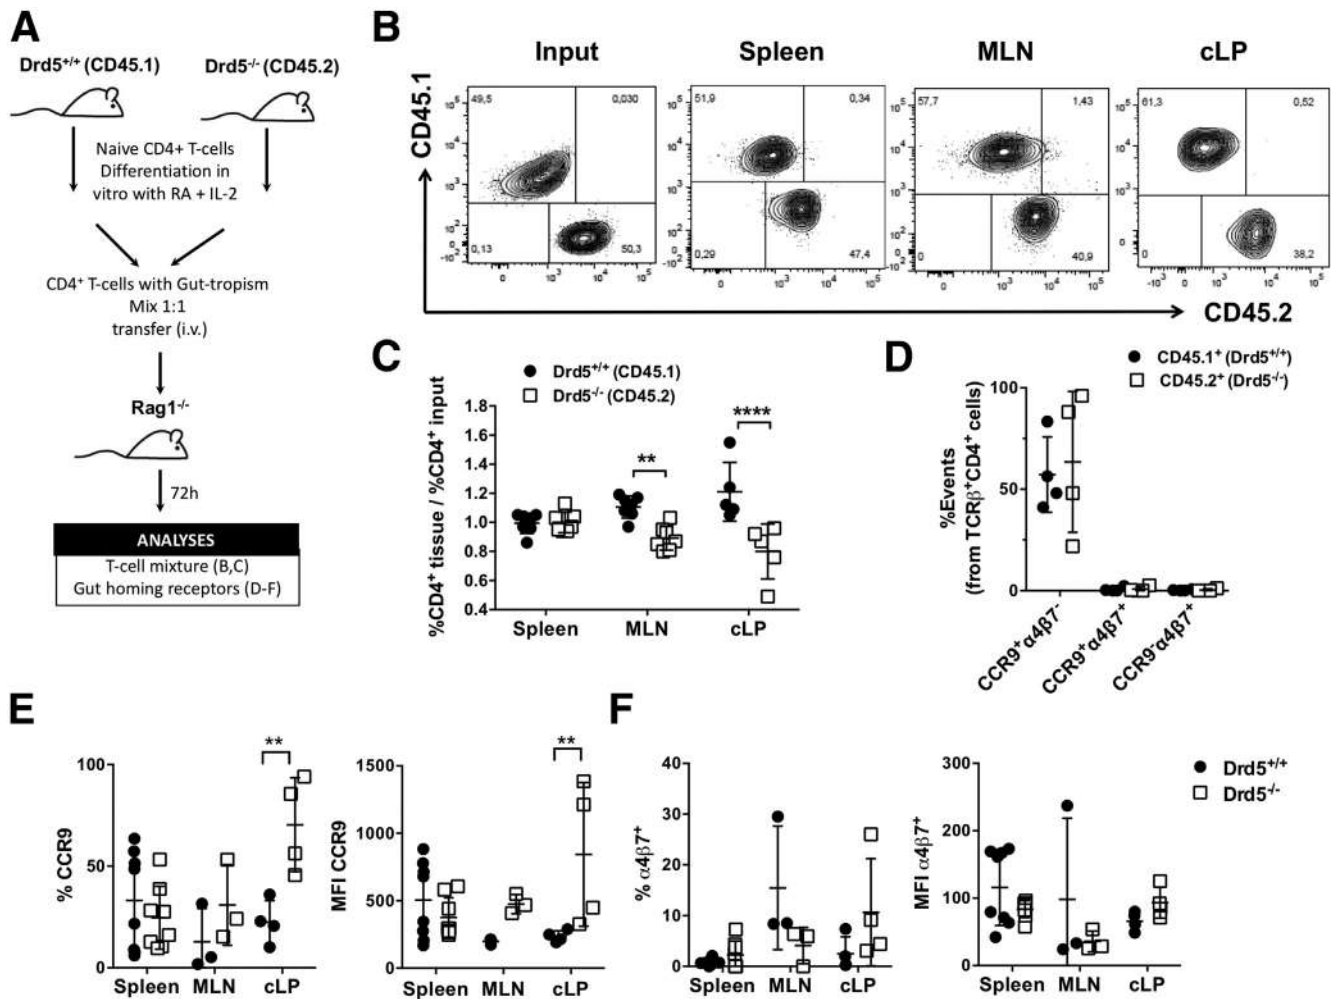 A
Drd5+/+ (CD45.1)
Drd5-/- (CD45.2)
Naive CD4+ T-cells
Differentiation in
vitro with RA + IL-2
CD4+ T-cells with Gut-tropism
Mix 1:1
transfer (i.v.)
Rag1-/-
72h
ANALYSES
T-cell mixture (B,C)
Gut homing receptors (D-F)
B
Input
Spleen
MLN
cLP
CD45.1
49,5
0,030
0,13
50,3
51,9
0,34
0,29
47,4
57,7
1,43
0
40,9
61,3
0,52
0
38,2
CD45.2
C
Drd5+/+ (CD45.1)
Drd5-/- (CD45.2)
%CD4+ tissue / %CD4+ input
1.8
1.6
1.4
1.2
1.0
0.8
0.6
0.4
**
****
Spleen
MLN
cLP
D
CD45.1+ (Drd5+/+)
CD45.2+ (Drd5-/-)
%Events
(from TCRβ+CD4+ cells)
100
50
0
CCR9+α4β7-
CCR9+α4β7+
CCR9-α4β7+
E
% CCR9
100
50
0
**
Spleen
MLN
cLP
MFI CCR9
1500
1000
500
0
**
Spleen
MLN
cLP
F
% α4β7+
40
30
20
10
0
Spleen
MLN
cLP
MFI α4β7+
300
200
100
0
Spleen
MLN
cLP
Drd5+/+
Drd5-/-